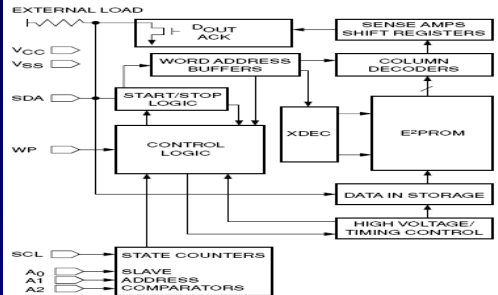 EXTERNAL LOAD
DOUT
ACK
SENSE AMPS
SHIFT REGISTERS
VCC
VSS
WORD ADDRESS
BUFFERS
COLUMN
DECODERS
SDA
START/STOP
LOGIC
XDEC
E²PROM
WP
CONTROL
LOGIC
DATA IN STORAGE
HIGH VOLTAGE/
TIMING CONTROL
SCL
STATE COUNTERS
A0
SLAVE
A1
ADDRESS
A2
COMPARATORS